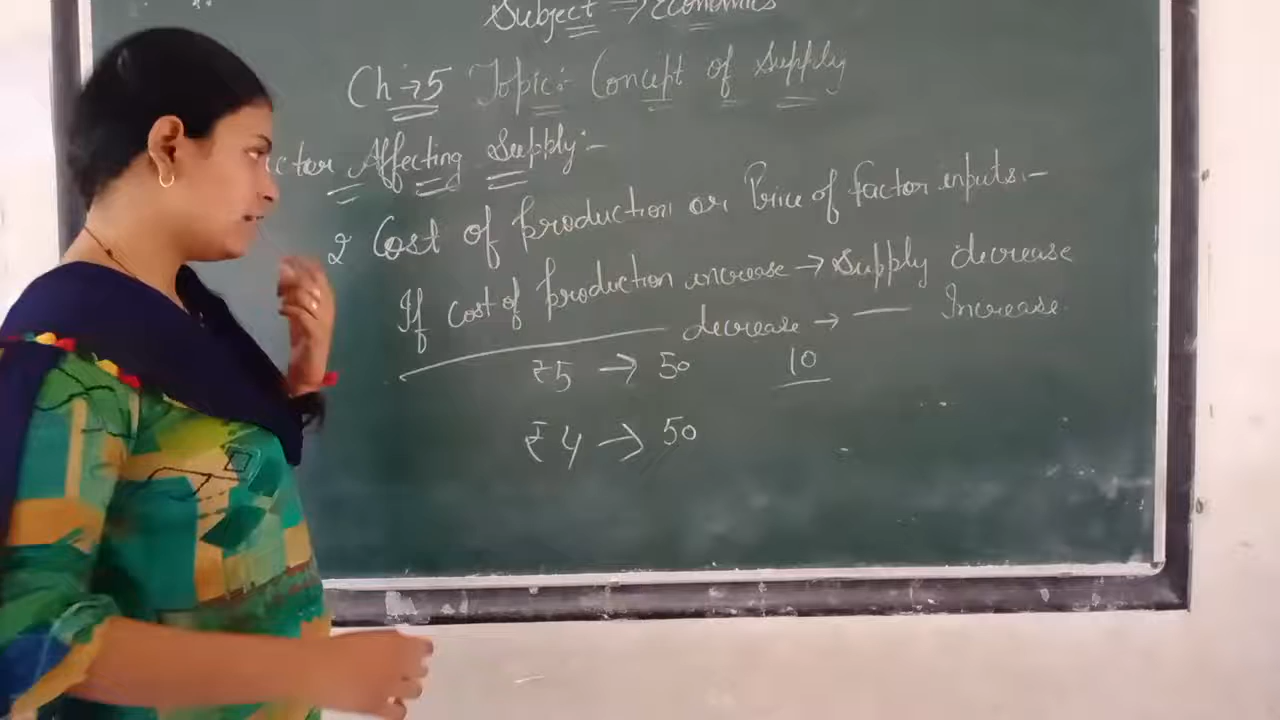 Subject → Economics
Ch → 5 Topic:- Concept of Supply
ctor Affecting Supply:-
2 Cost of production or Price of factor inputs:-
If cost of production increase → Supply decrease
decrease → — Increase
₹5 → 50 10
₹4 → 50